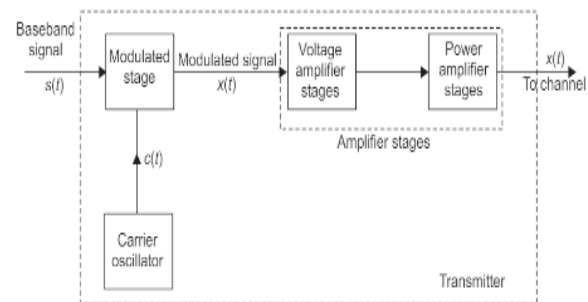 Baseband
signal
s(t)
Modulated
stage
Modulated signal
x(t)
Voltage
amplifier
stages
Power
amplifier
stages
x(t)
To channel
Amplifier stages
c(t)
Carrier
oscillator
Transmitter